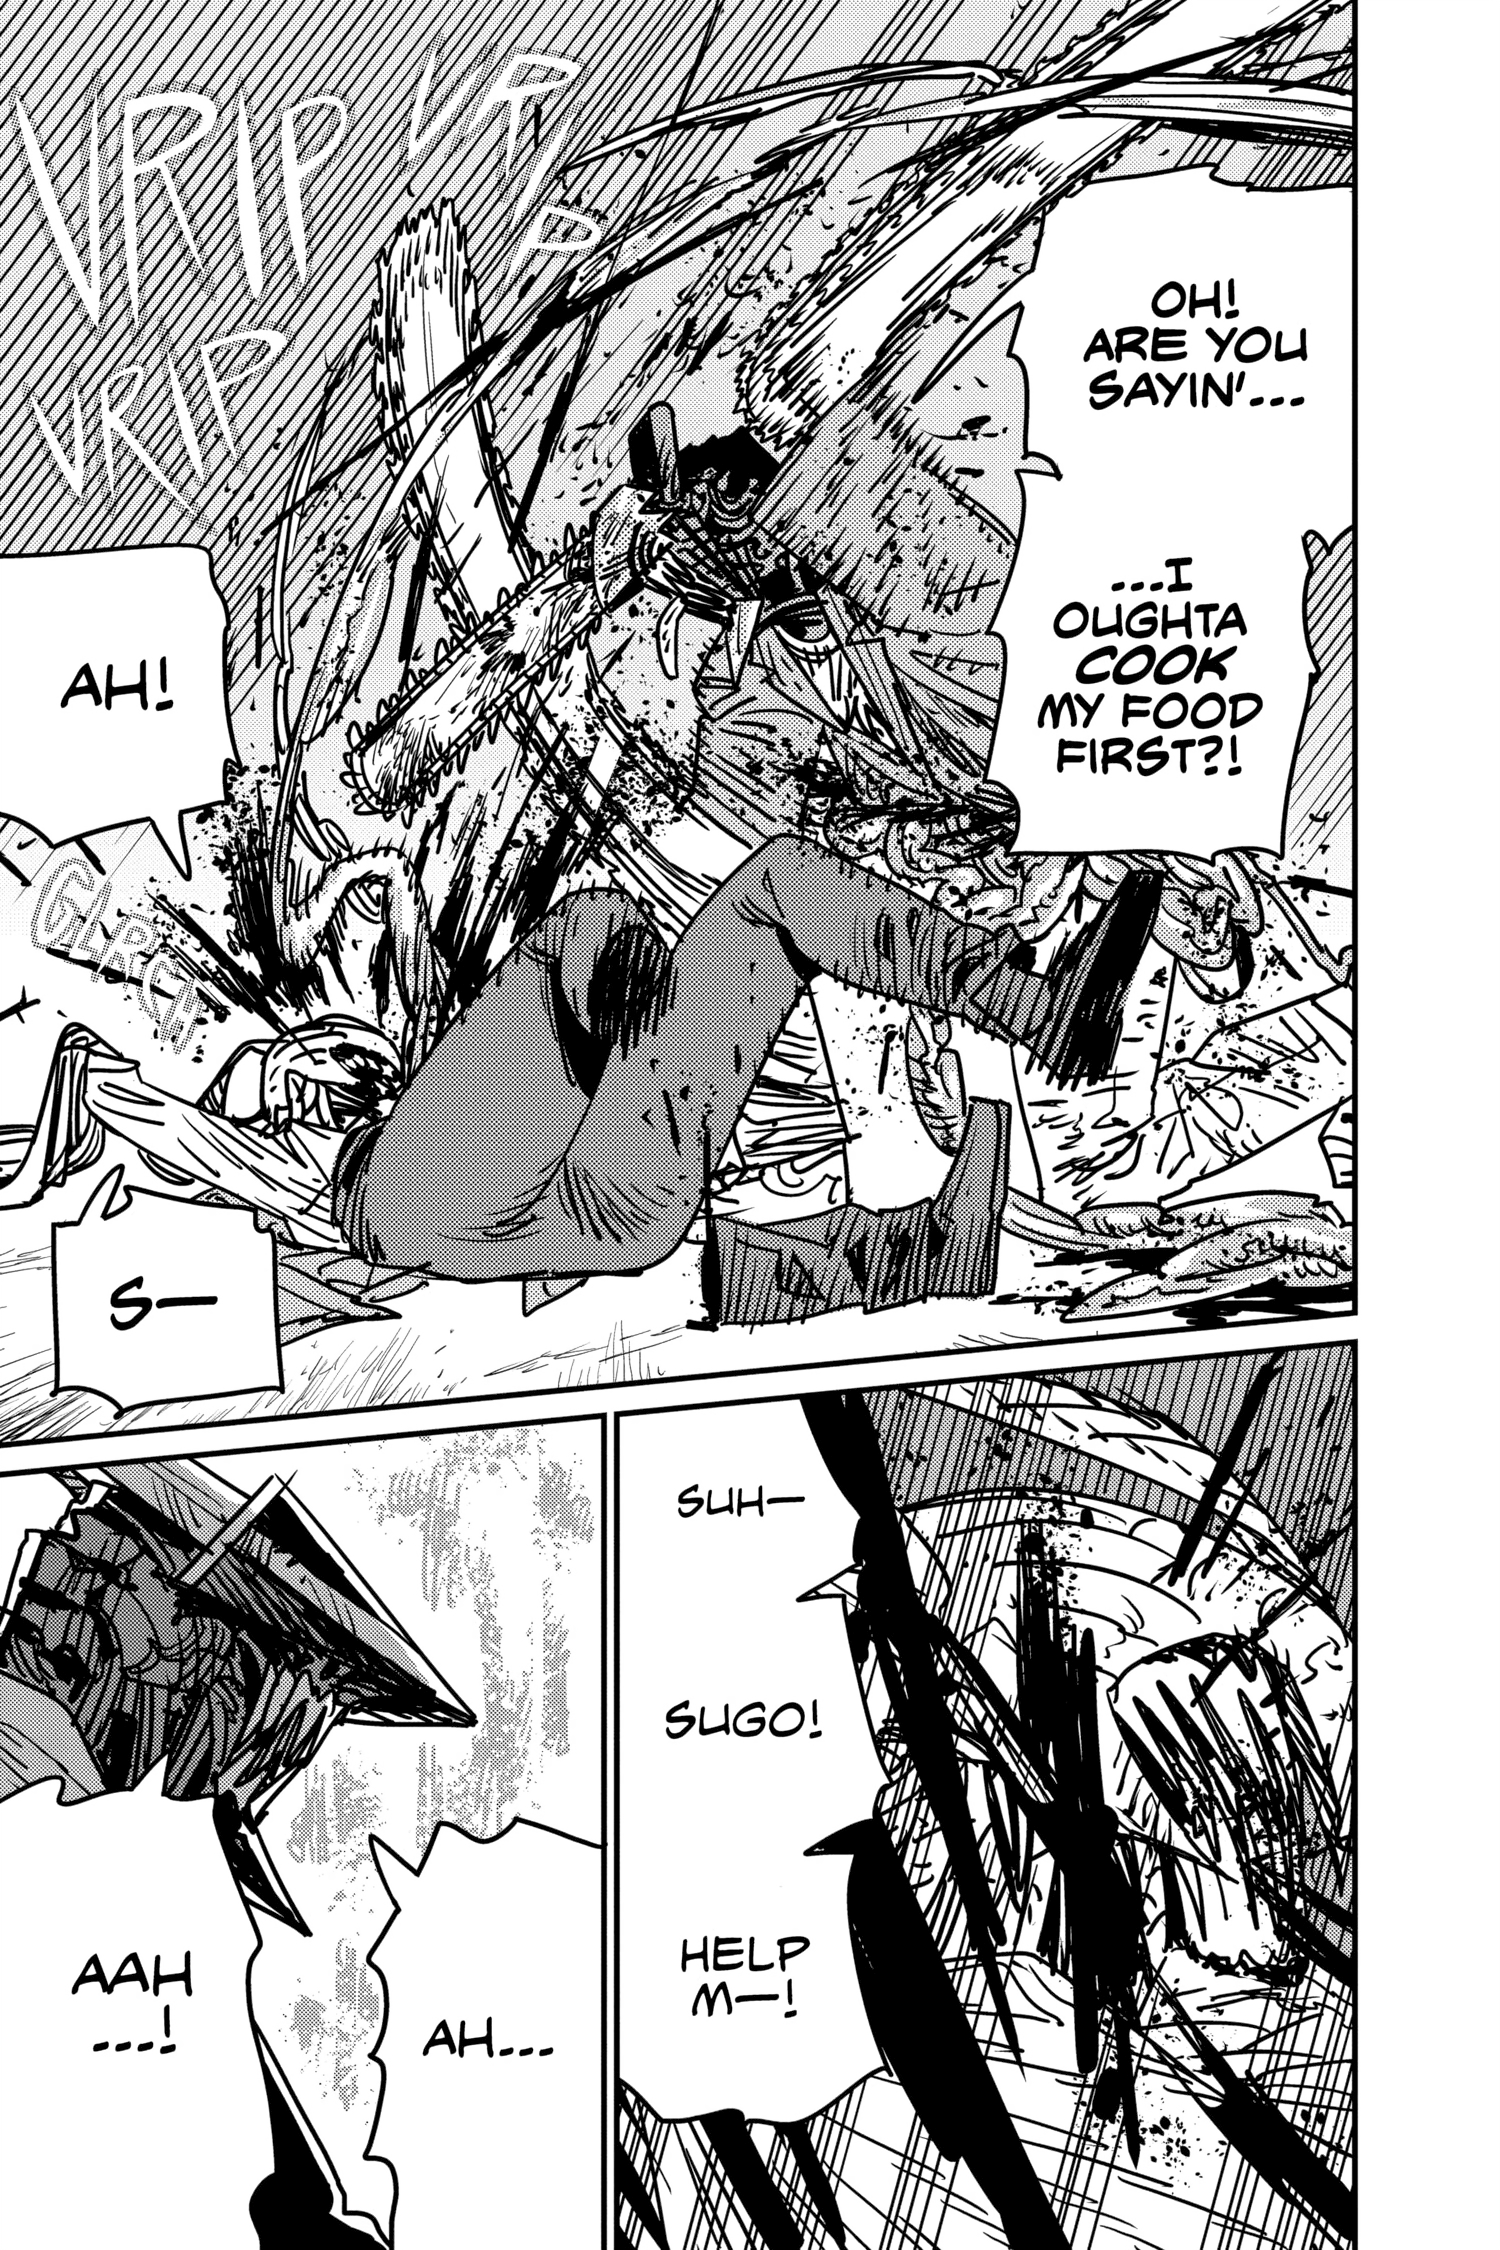 OH!
ARE YOU
SAYIN'...
...I
OUGHTA
COOK
MY FOOD
FIRST?!
VRIP
VRIP
VRIP
AH!
GLRCH
S—
SUH—
SUGO!
HELP
M—!
AH...
AAH
...!